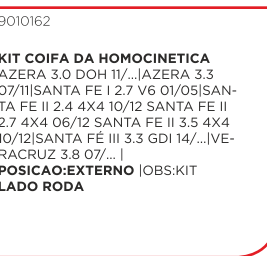 9010162
KIT COIFA DA HOMOCINETICA
AZERA 3.0 DOH 11/...|AZERA 3.3
07/11|SANTA FE I 2.7 V6 01/05|SAN-
TA FE II 2.4 4X4 10/12 SANTA FE II
2.7 4X4 06/12 SANTA FE II 3.5 4X4
10/12|SANTA FÉ III 3.3 GDI 14/...|VE-
RACRUZ 3.8 07/... |
POSICAO:EXTERNO |OBS:KIT
LADO RODA